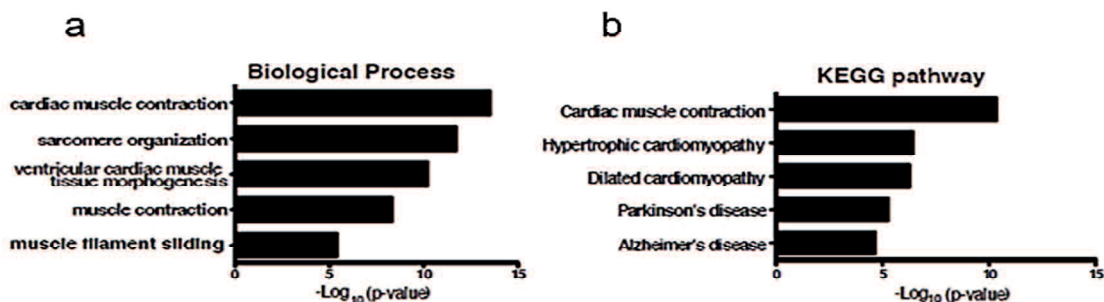 a
Biological Process
cardiac muscle contraction
sarcomere organization
ventricular cardiac muscle
tissue morphogenesis
muscle contraction
muscle filament sliding
0 5 10 15
-Log10 (p-value)
b
KEGG pathway
Cardiac muscle contraction
Hypertrophic cardiomyopathy
Dilated cardiomyopathy
Parkinson's disease
Alzheimer's disease
0 5 10 15
-Log10 (p-value)